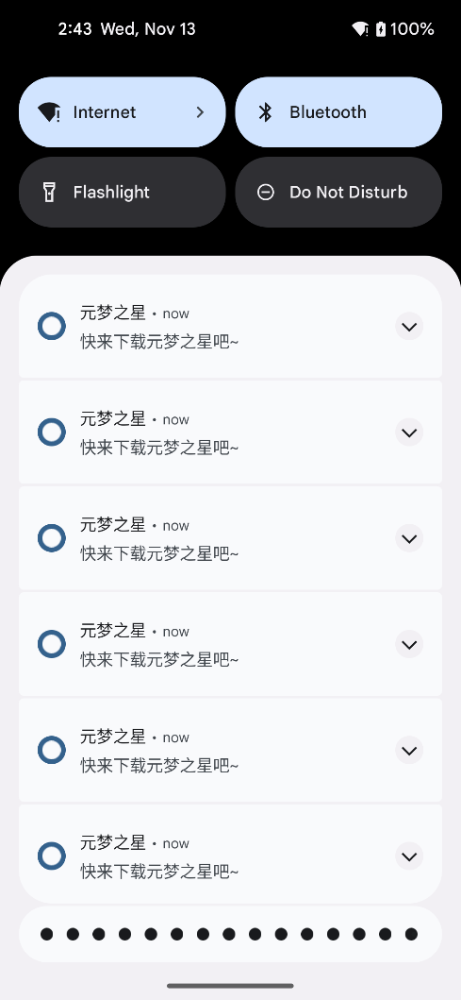 2:43 Wed, Nov 13 100%
Internet
Bluetooth
Flashlight
Do Not Disturb
元梦之星 • now
快来下载元梦之星吧~
元梦之星 • now
快来下载元梦之星吧~
元梦之星 • now
快来下载元梦之星吧~
元梦之星 • now
快来下载元梦之星吧~
元梦之星 • now
快来下载元梦之星吧~
元梦之星 • now
快来下载元梦之星吧~